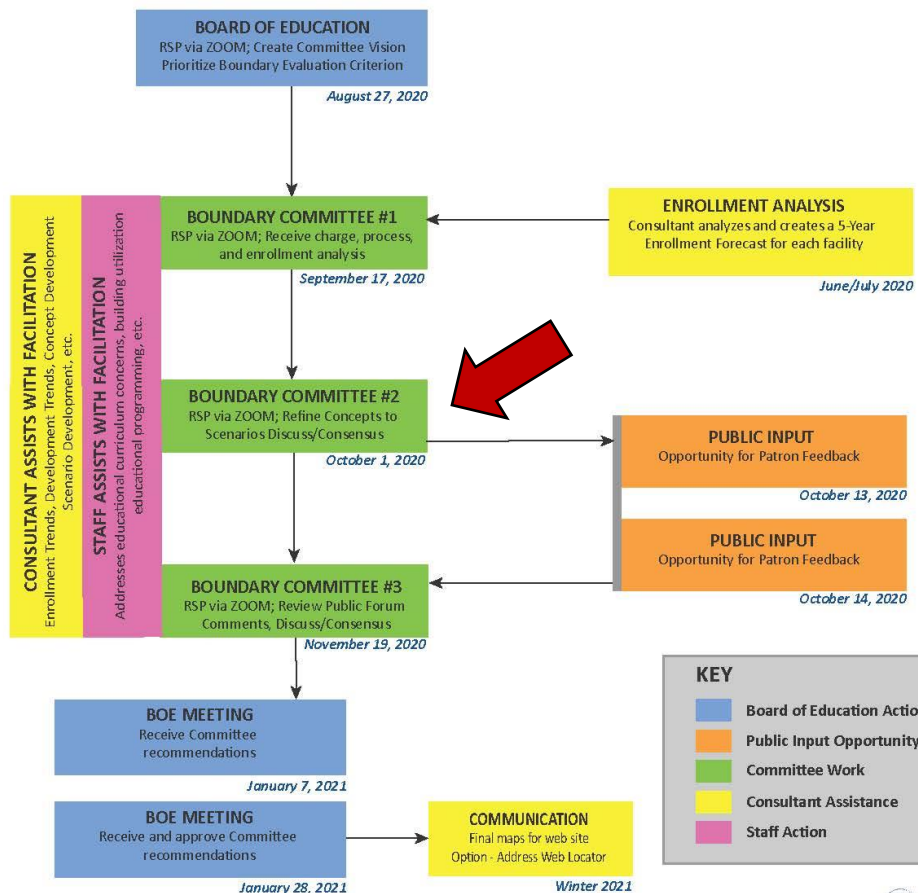 BOARD OF EDUCATION
RSP via ZOOM; Create Committee Vision
Prioritize Boundary Evaluation Criterion
August 27, 2020
CONSULTANT ASSISTS WITH FACILITATION
Enrollment Trends, Development Trends, Concept Development
Scenario Development, etc.
STAFF ASSISTS WITH FACILITATION
Addresses educational curriculum concerns, building utilization
educational programming, etc.
BOUNDARY COMMITTEE #1
RSP via ZOOM; Receive charge, process,
and enrollment analysis
September 17, 2020
ENROLLMENT ANALYSIS
Consultant analyzes and creates a 5-Year
Enrollment Forecast for each facility
June/July 2020
BOUNDARY COMMITTEE #2
RSP via ZOOM; Refine Concepts to
Scenarios Discuss/Consensus
October 1, 2020
PUBLIC INPUT
Opportunity for Patron Feedback
October 13, 2020
PUBLIC INPUT
Opportunity for Patron Feedback
October 14, 2020
BOUNDARY COMMITTEE #3
RSP via ZOOM; Review Public Forum
Comments, Discuss/Consensus
November 19, 2020
BOE MEETING
Receive Committee
recommendations
January 7, 2021
BOE MEETING
Receive and approve Committee
recommendations
January 28, 2021
COMMUNICATION
Final maps for web site
Option - Address Web Locator
Winter 2021
KEY
Board of Education Actio
Public Input Opportunity
Committee Work
Consultant Assistance
Staff Action